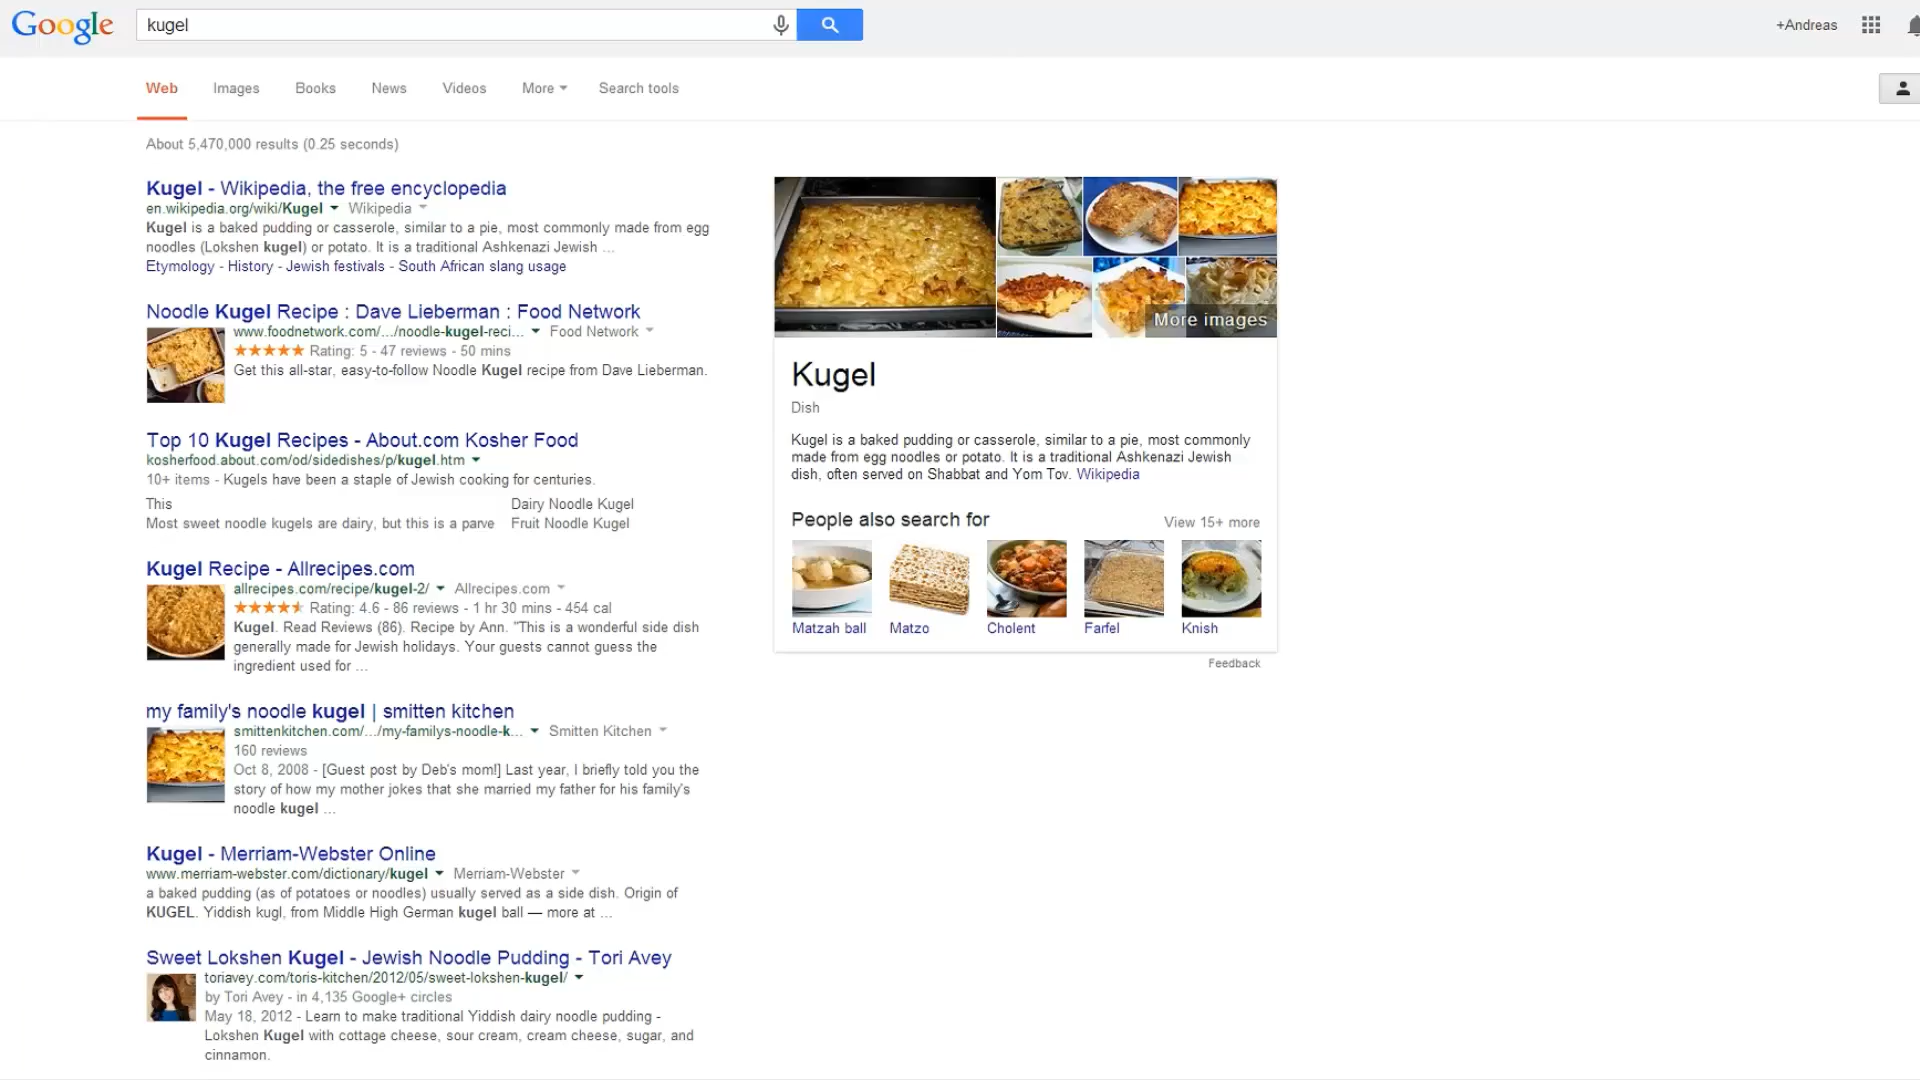 Google
kugel
+Andreas
Web
Images
Books
News
Videos
More
Search tools
About 5,470,000 results (0.25 seconds)
Kugel - Wikipedia, the free encyclopedia
en.wikipedia.org/wiki/Kugel Wikipedia
Kugel is a baked pudding or casserole, similar to a pie, most commonly made from egg
noodles (Lokshen kugel) or potato. It is a traditional Ashkenazi Jewish ...
Etymology - History - Jewish festivals - South African slang usage
Noodle Kugel Recipe : Dave Lieberman : Food Network
www.foodnetwork.com/.../noodle-kugel-reci... Food Network
Rating: 5 - 47 reviews - 50 mins
Get this all-star, easy-to-follow Noodle Kugel recipe from Dave Lieberman.
Top 10 Kugel Recipes - About.com Kosher Food
kosherfood.about.com/od/sidedishes/p/kugel.htm
10+ items - Kugels have been a staple of Jewish cooking for centuries.
This Dairy Noodle Kugel
Most sweet noodle kugels are dairy, but this is a parve Fruit Noodle Kugel
Kugel Recipe - Allrecipes.com
allrecipes.com/recipe/kugel-2/ Allrecipes.com
Rating: 4.6 - 86 reviews - 1 hr 30 mins - 454 cal
Kugel. Read Reviews (86). Recipe by Ann. "This is a wonderful side dish
generally made for Jewish holidays. Your guests cannot guess the
ingredient used for ...
my family's noodle kugel | smitten kitchen
smittenkitchen.com/.../my-familys-noodle-k... Smitten Kitchen
160 reviews
Oct 8, 2008 - [Guest post by Deb's mom!] Last year, I briefly told you the
story of how my mother jokes that she married my father for his family's
noodle kugel ...
Kugel - Merriam-Webster Online
www.merriam-webster.com/dictionary/kugel Merriam-Webster
a baked pudding (as of potatoes or noodles) usually served as a side dish. Origin of
KUGEL. Yiddish kugl, from Middle High German kugel ball — more at ...
Sweet Lokshen Kugel - Jewish Noodle Pudding - Tori Avey
toriavey.com/toris-kitchen/2012/05/sweet-lokshen-kugel/
by Tori Avey - in 4,135 Google+ circles
May 18, 2012 - Learn to make traditional Yiddish dairy noodle pudding -
Lokshen Kugel with cottage cheese, sour cream, cream cheese, sugar, and
cinnamon.
More images
Kugel
Dish
Kugel is a baked pudding or casserole, similar to a pie, most commonly
made from egg noodles or potato. It is a traditional Ashkenazi Jewish
dish, often served on Shabbat and Yom Tov. Wikipedia
People also search for
View 15+ more
Matzah ball
Matzo
Cholent
Farfel
Knish
Feedback